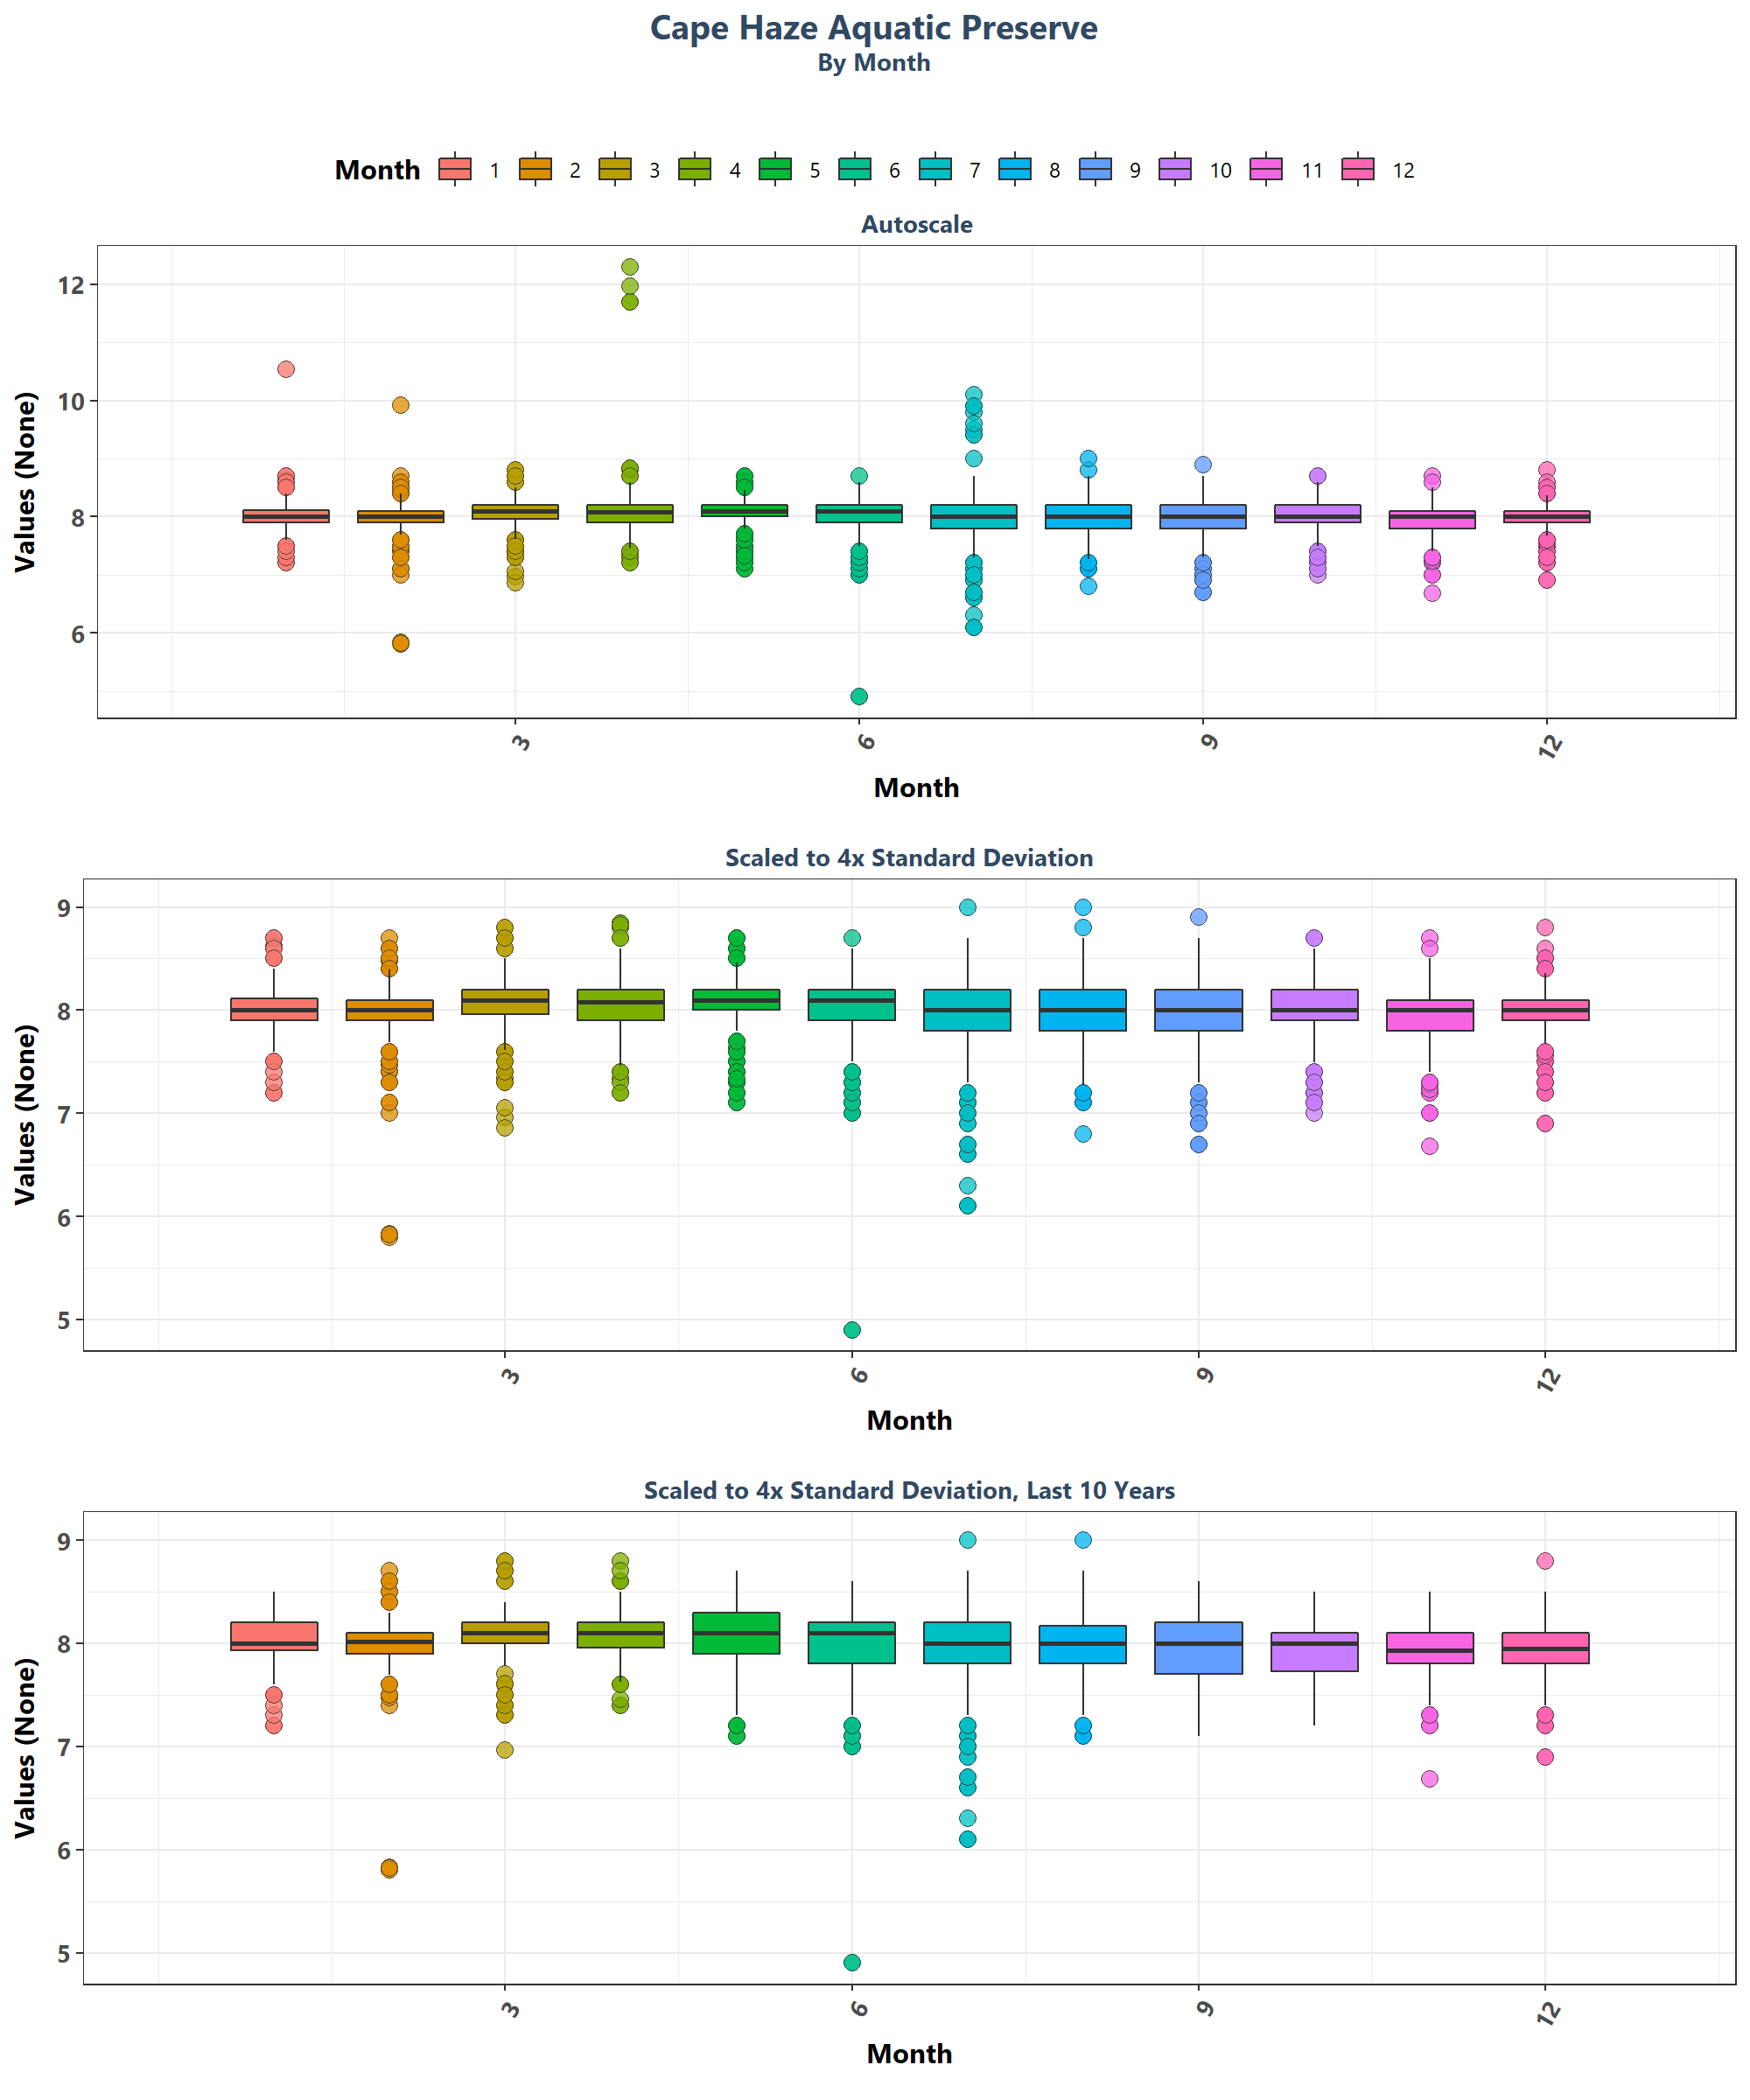 Cape Haze Aquatic Preserve
By Month
Month 1 2 3 4 5 6 7 8 9 10 11 12
Autoscale
Values (None)
12
10
8
6
3 6 9 12
Month
Scaled to 4x Standard Deviation
Values (None)
9
8
7
6
5
3 6 9 12
Month
Scaled to 4x Standard Deviation, Last 10 Years
Values (None)
9
8
7
6
5
3 6 9 12
Month